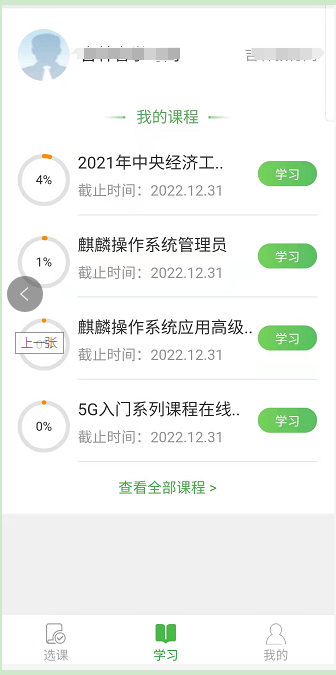 我的课程
4%
2021年中央经济工..
截止时间：2022.12.31
学习
1%
麒麟操作系统管理员
截止时间：2022.12.31
学习
上一张
麒麟操作系统应用高级..
截止时间：2022.12.31
学习
0%
5G入门系列课程在线..
截止时间：2022.12.31
学习
查看全部课程 >
选课
学习
我的